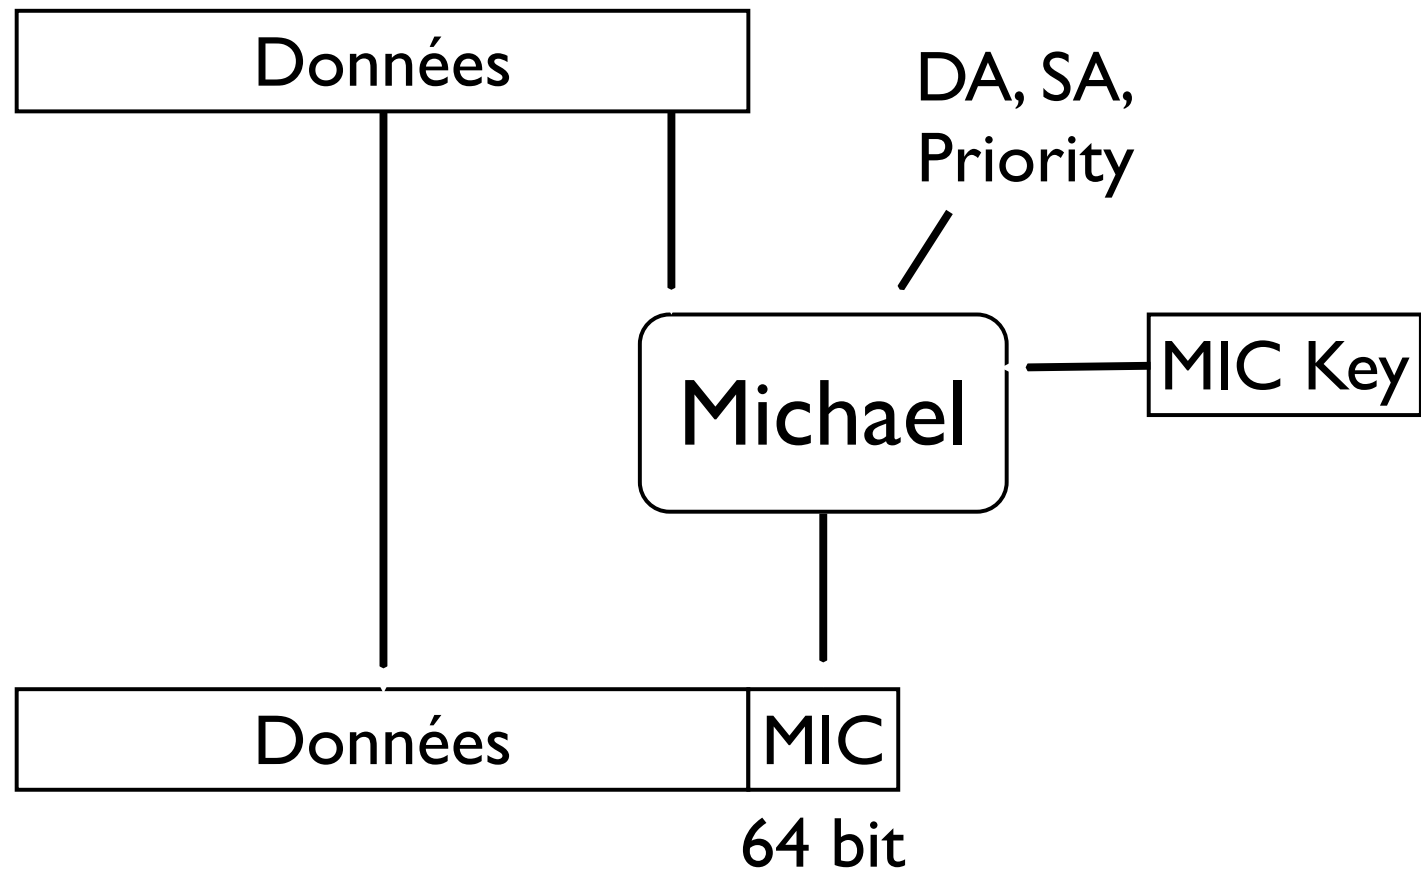 Données
DA, SA,
Priority
MIC Key
Michael
Données
MIC
64 bit